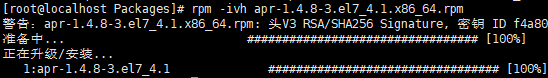 [root@localhost Packages]# rpm -ivh apr-1.4.8-3.el7_4.1.x86_64.rpm
警告：apr-1.4.8-3.el7_4.1.x86_64.rpm: 头V3 RSA/SHA256 Signature, 密钥 ID f4a80
准备中... ################################# [100%]
正在升级/安装...
1:apr-1.4.8-3.el7_4.1 ################################# [100%]